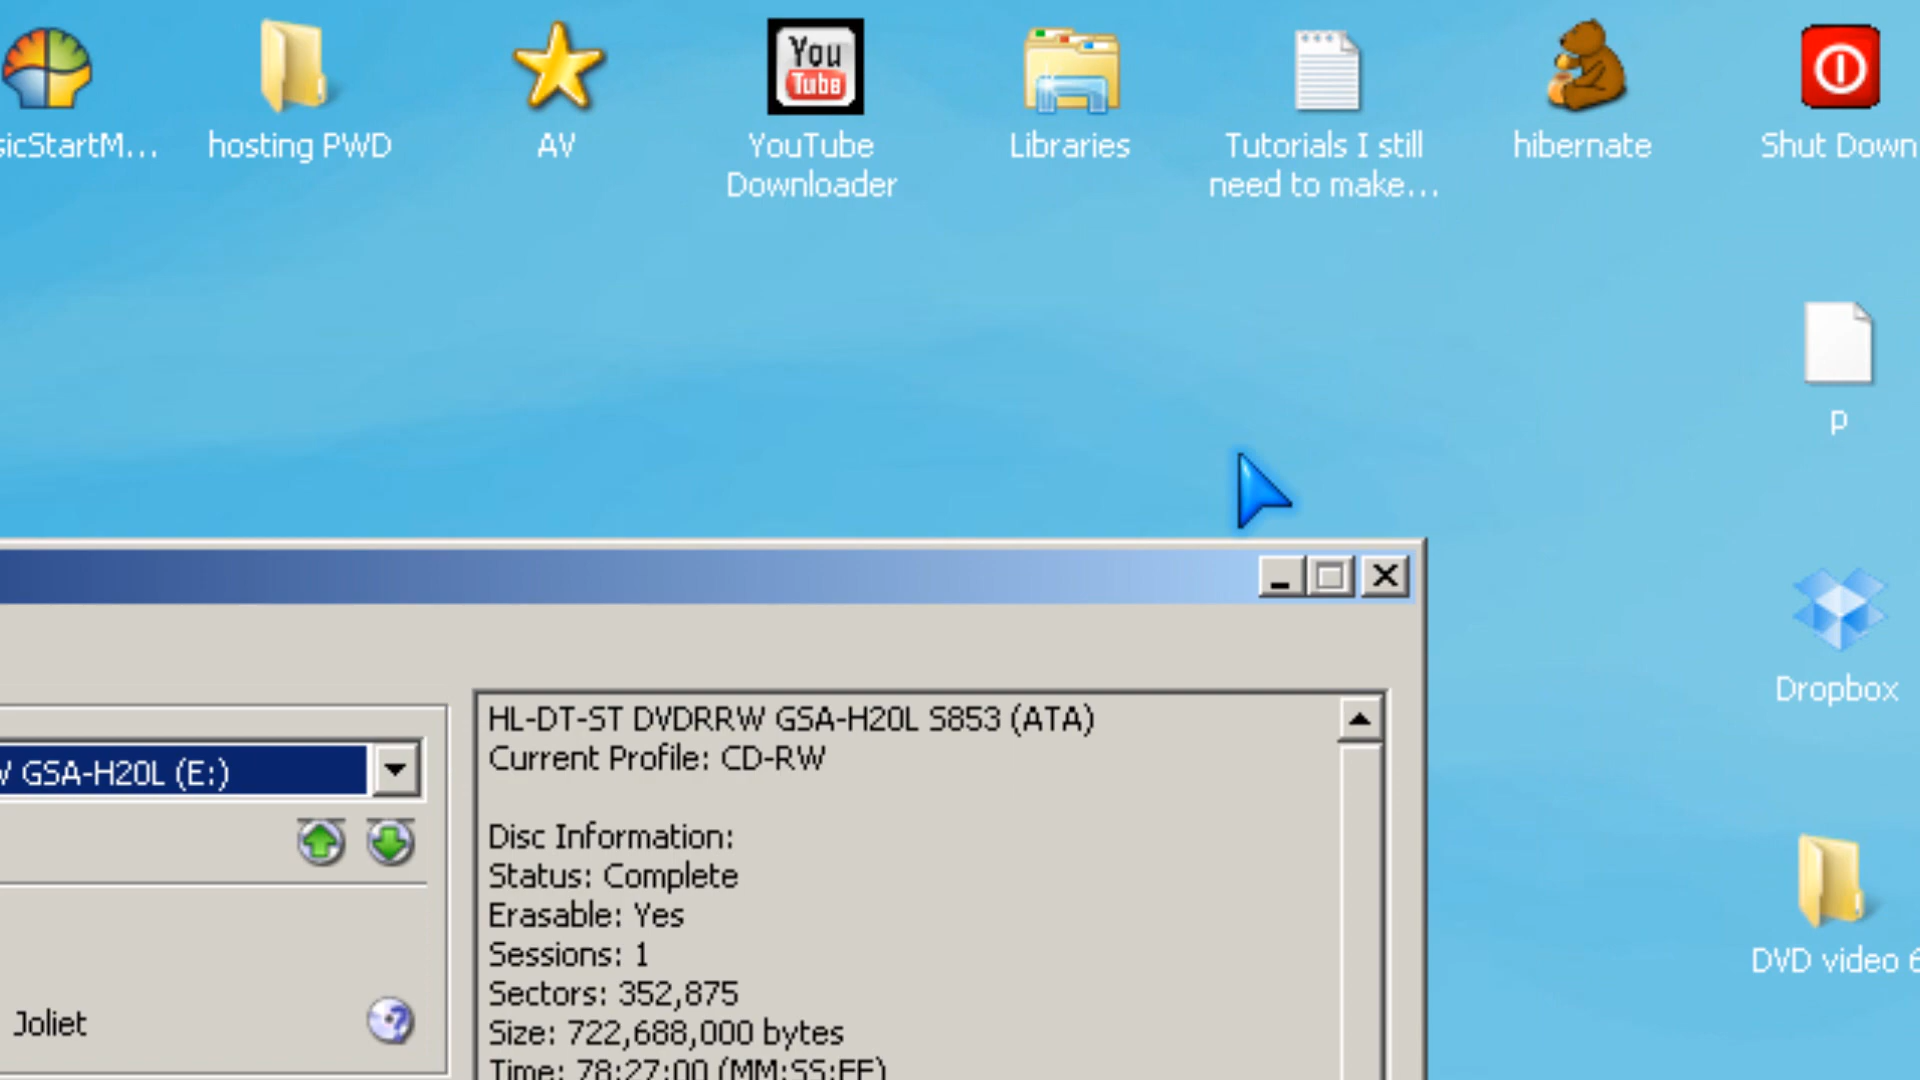 sicStartM...
hosting PWD
AV
You
Tube
YouTube
Downloader
Libraries
Tutorials I still
need to make...
hibernate
Shut Down
p
Dropbox
DVD video 6
W GSA-H20L (E:)
Joliet
HL-DT-ST DVDRRW GSA-H20L S853 (ATA)
Current Profile: CD-RW
Disc Information:
Status: Complete
Erasable: Yes
Sessions: 1
Sectors: 352,875
Size: 722,688,000 bytes
Time: 78:27:00 (MM:SS:FF)